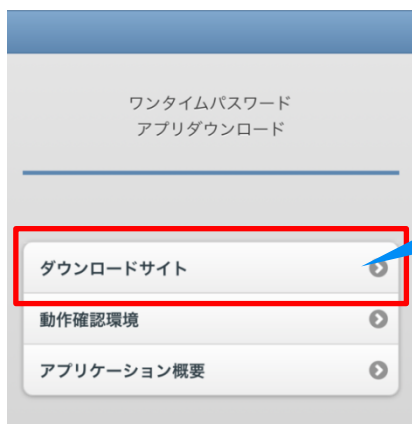 ワンタイムパスワード
アプリダウンロード
ダウンロードサイト
動作確認環境
アプリケーション概要